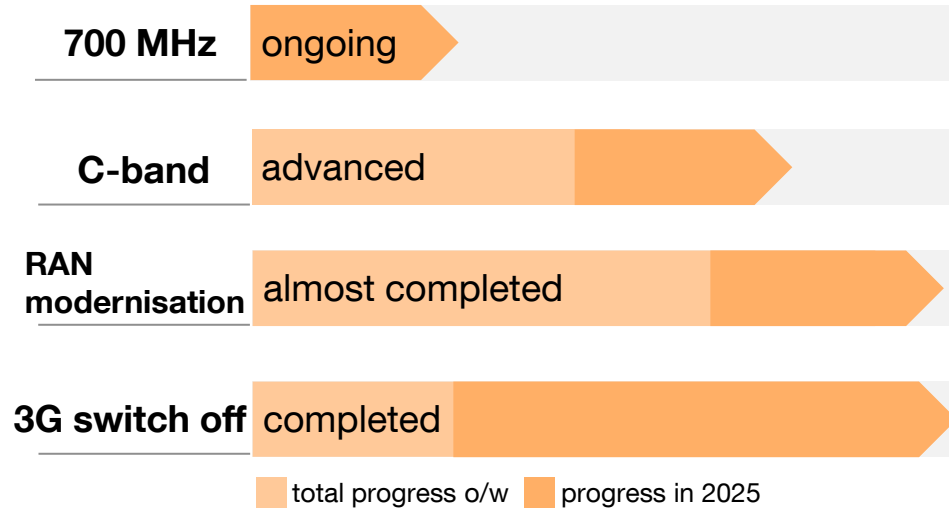 700 MHz ongoing
C-band advanced
RAN
modernisation almost completed
3G switch off completed
total progress o/w progress in 2025